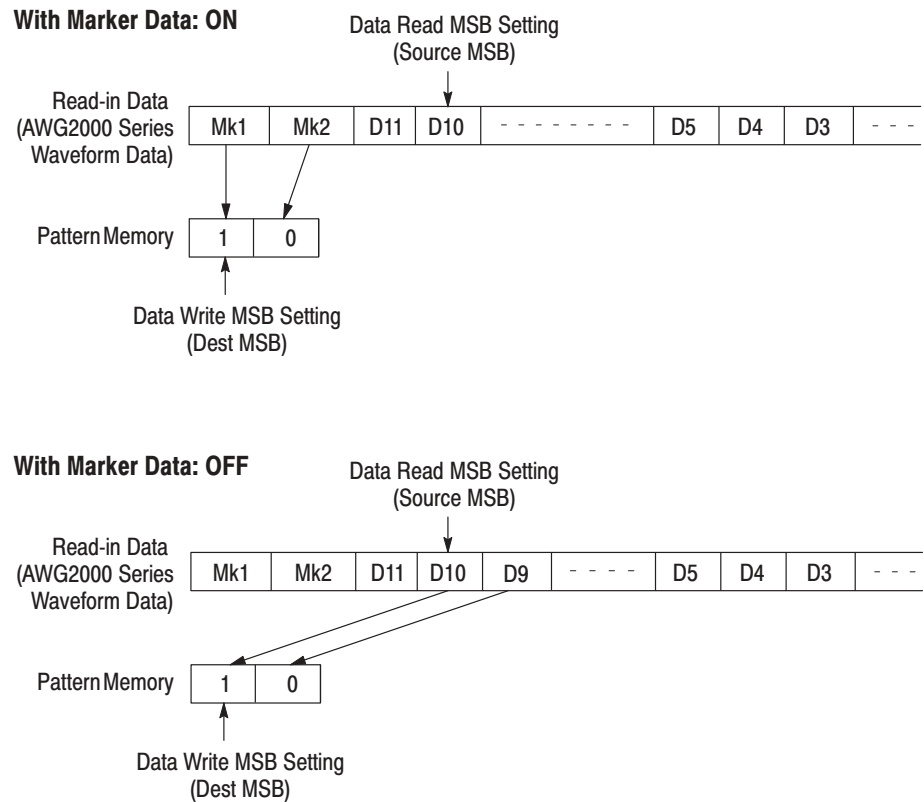 With Marker Data: ON
Data Read MSB Setting
(Source MSB)
Read-in Data
(AWG2000 Series
Waveform Data)
Mk1 Mk2 D11 D10 - - - - - - - - D5 D4 D3 - - -
Pattern Memory 1 0
Data Write MSB Setting
(Dest MSB)
With Marker Data: OFF
Data Read MSB Setting
(Source MSB)
Read-in Data
(AWG2000 Series
Waveform Data)
Mk1 Mk2 D11 D10 D9 - - - - D5 D4 D3 - - -
Pattern Memory 1 0
Data Write MSB Setting
(Dest MSB)